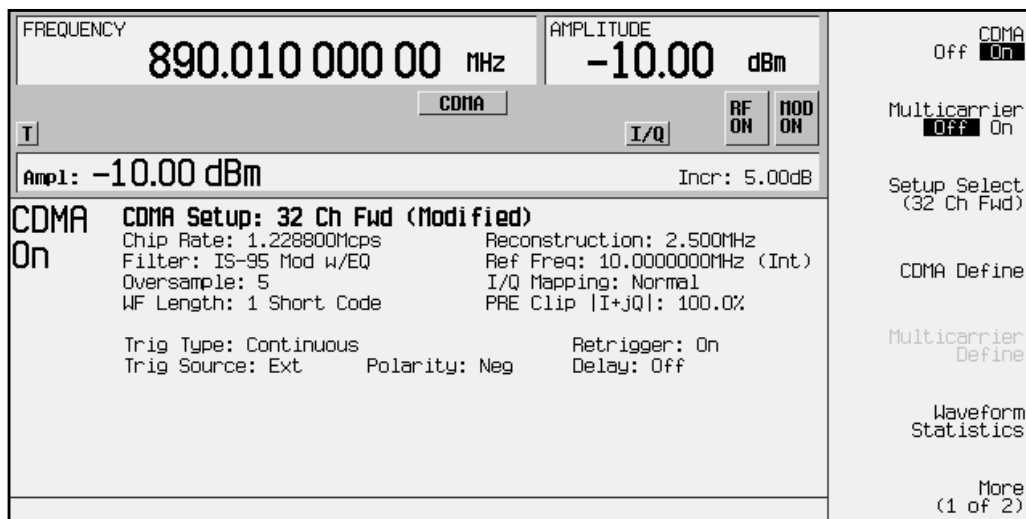 FREQUENCY
890.010 000 00 MHz
AMPLITUDE
-10.00 dBm
CDMA
T
I/Q
RF ON
MOD ON
Ampl: -10.00 dBm
Incr: 5.00dB
CDMA On
CDMA Setup: 32 Ch Fwd (Modified)
Chip Rate: 1.228800Mcps
Reconstruction: 2.500MHz
Filter: IS-95 Mod w/EQ
Ref Freq: 10.0000000MHz (Int)
Oversample: 5
I/Q Mapping: Normal
WF Length: 1 Short Code
PRE Clip |I+jQ|: 100.0%
Trig Type: Continuous
Retrigger: On
Trig Source: Ext
Polarity: Neg
Delay: Off
CDMA
Off On
Multicarrier
Off On
Setup Select
(32 Ch Fwd)
CDMA Define
Multicarrier
Define
Waveform
Statistics
More
(1 of 2)